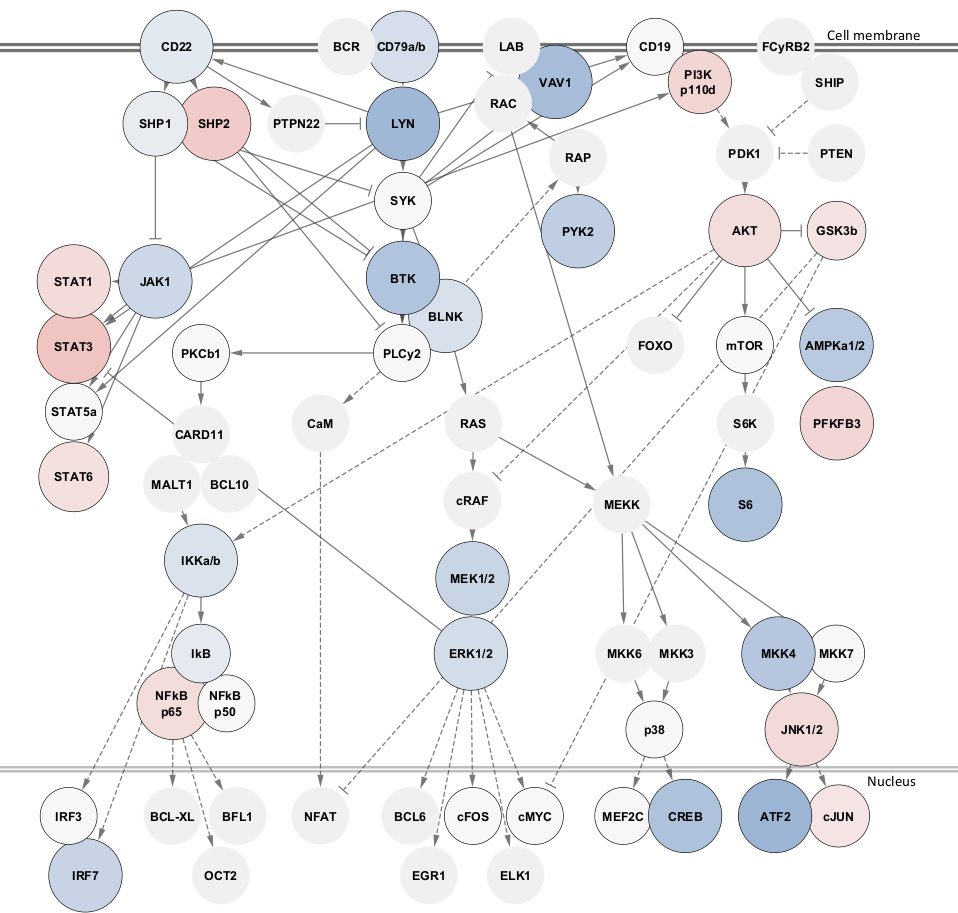 Cell membrane
CD22
BCR
CD79a/b
LAB
CD19
FCyRB2
VAV1
PI3K
p110d
SHIP
RAC
SHP1
SHP2
PTPN22
LYN
RAP
PDK1
PTEN
SYK
PYK2
AKT
GSK3b
STAT1
JAK1
BTK
BLNK
STAT3
PKCb1
PLCy2
FOXO
mTOR
AMPKa1/2
STAT5a
CARD11
CaM
RAS
S6K
PFKFB3
STAT6
MALT1
BCL10
cRAF
MEKK
S6
IKKa/b
MEK1/2
IkB
ERK1/2
MKK6
MKK3
MKK4
MKK7
NFkB
p65
NFkB
p50
p38
JNK1/2
Nucleus
IRF3
BCL-XL
BFL1
NFAT
BCL6
cFOS
cMYC
MEF2C
CREB
ATF2
cJUN
IRF7
OCT2
EGR1
ELK1